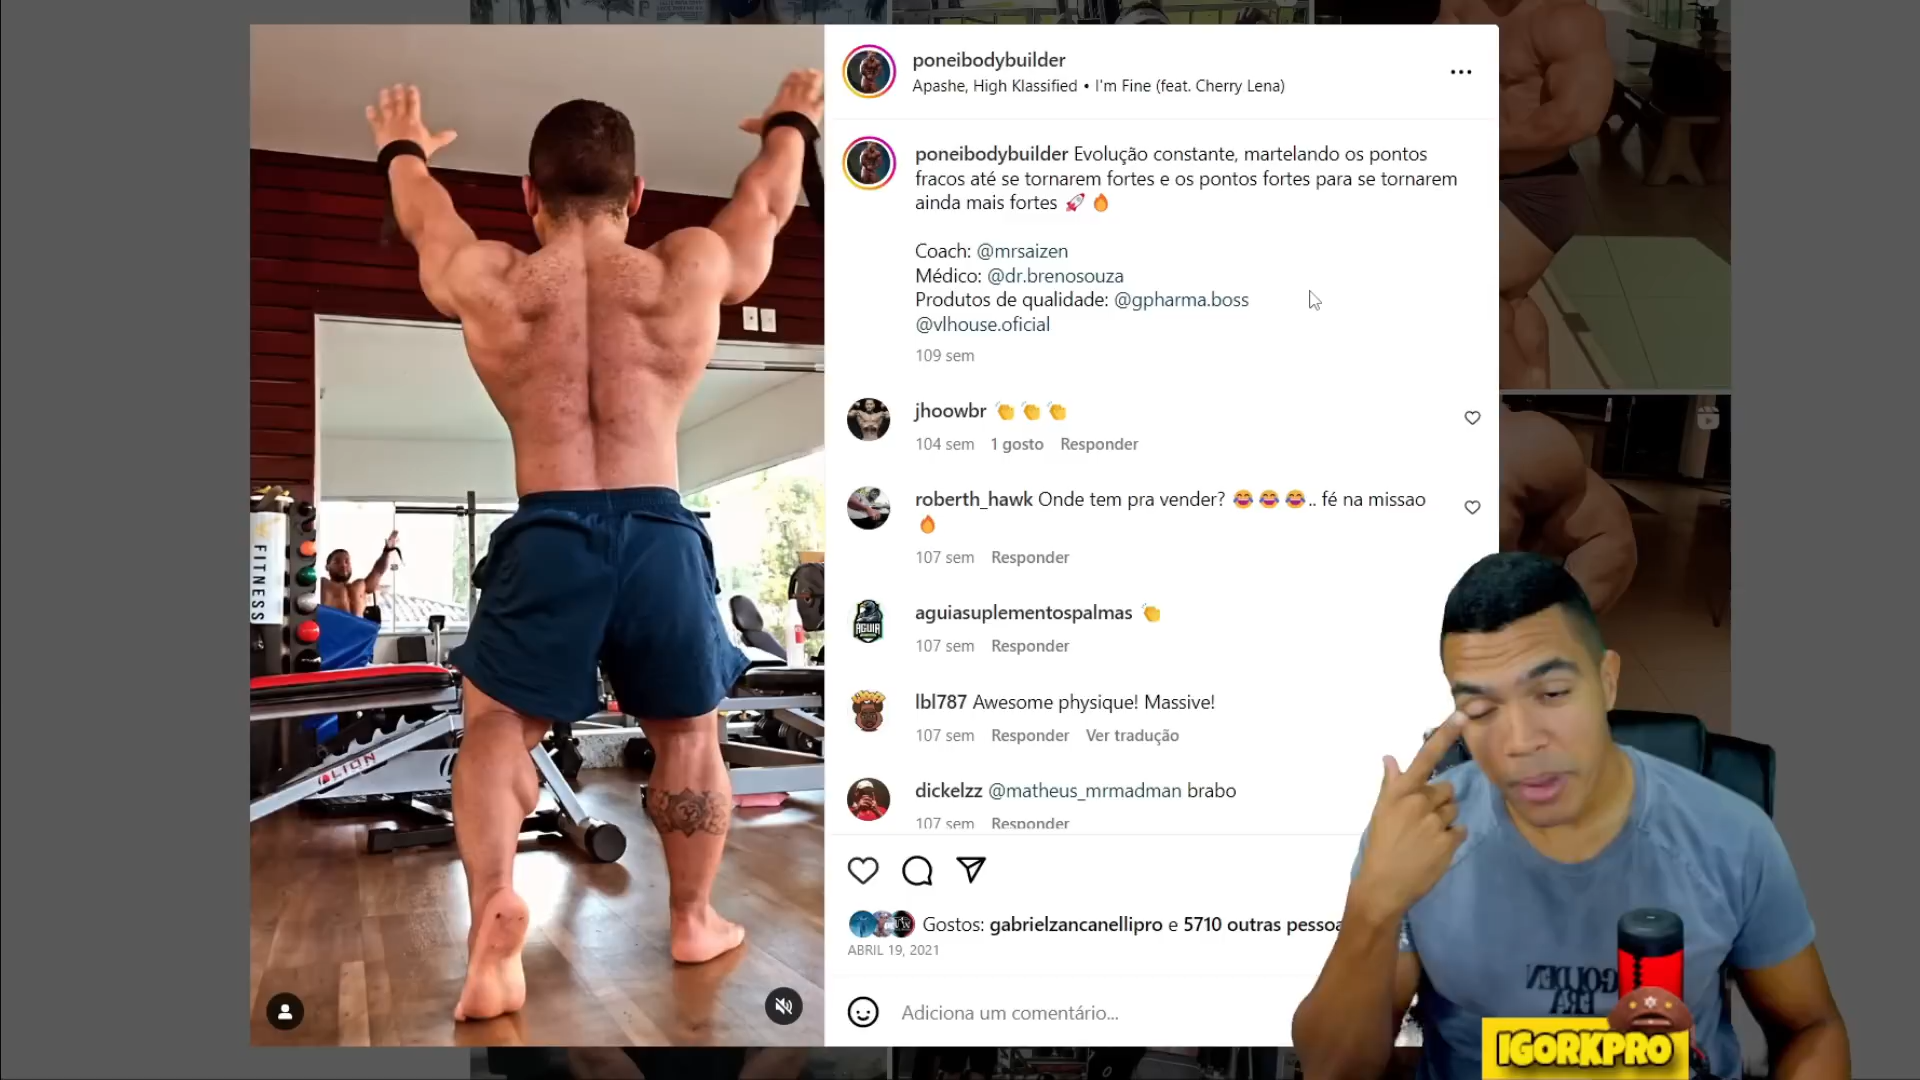 poneibodybuilder
Apashe, High Klassified • I'm Fine (feat. Cherry Lena)
poneibodybuilder Evolução constante, martelando os pontos
fracos até se tornarem fortes e os pontos fortes para se tornarem
ainda mais fortes 🚀 🔥
Coach: @mrsaizen
Médico: @dr.brenosouza
Produtos de qualidade: @gpharma.boss
@vlhouse.oficial
109 sem
jhoowbr 👏 👏 👏
104 sem 1 gosto Responder
roberth_hawk Onde tem pra vender? 😂 😂 😂.. fé na missao
🔥
107 sem Responder
aguiasuplementospalmas 👏
107 sem Responder
lbl787 Awesome physique! Massive!
107 sem Responder Ver tradução
dickelzz @matheus_mrmadman brabo
107 sem Responder
Gostos: gabrielzancanellipro e 5710 outras pessoa
ABRIL 19, 2021
Adiciona um comentário...
FITNESS
LION
AGUIA
GOLDEN
ERA
IGORKPRO